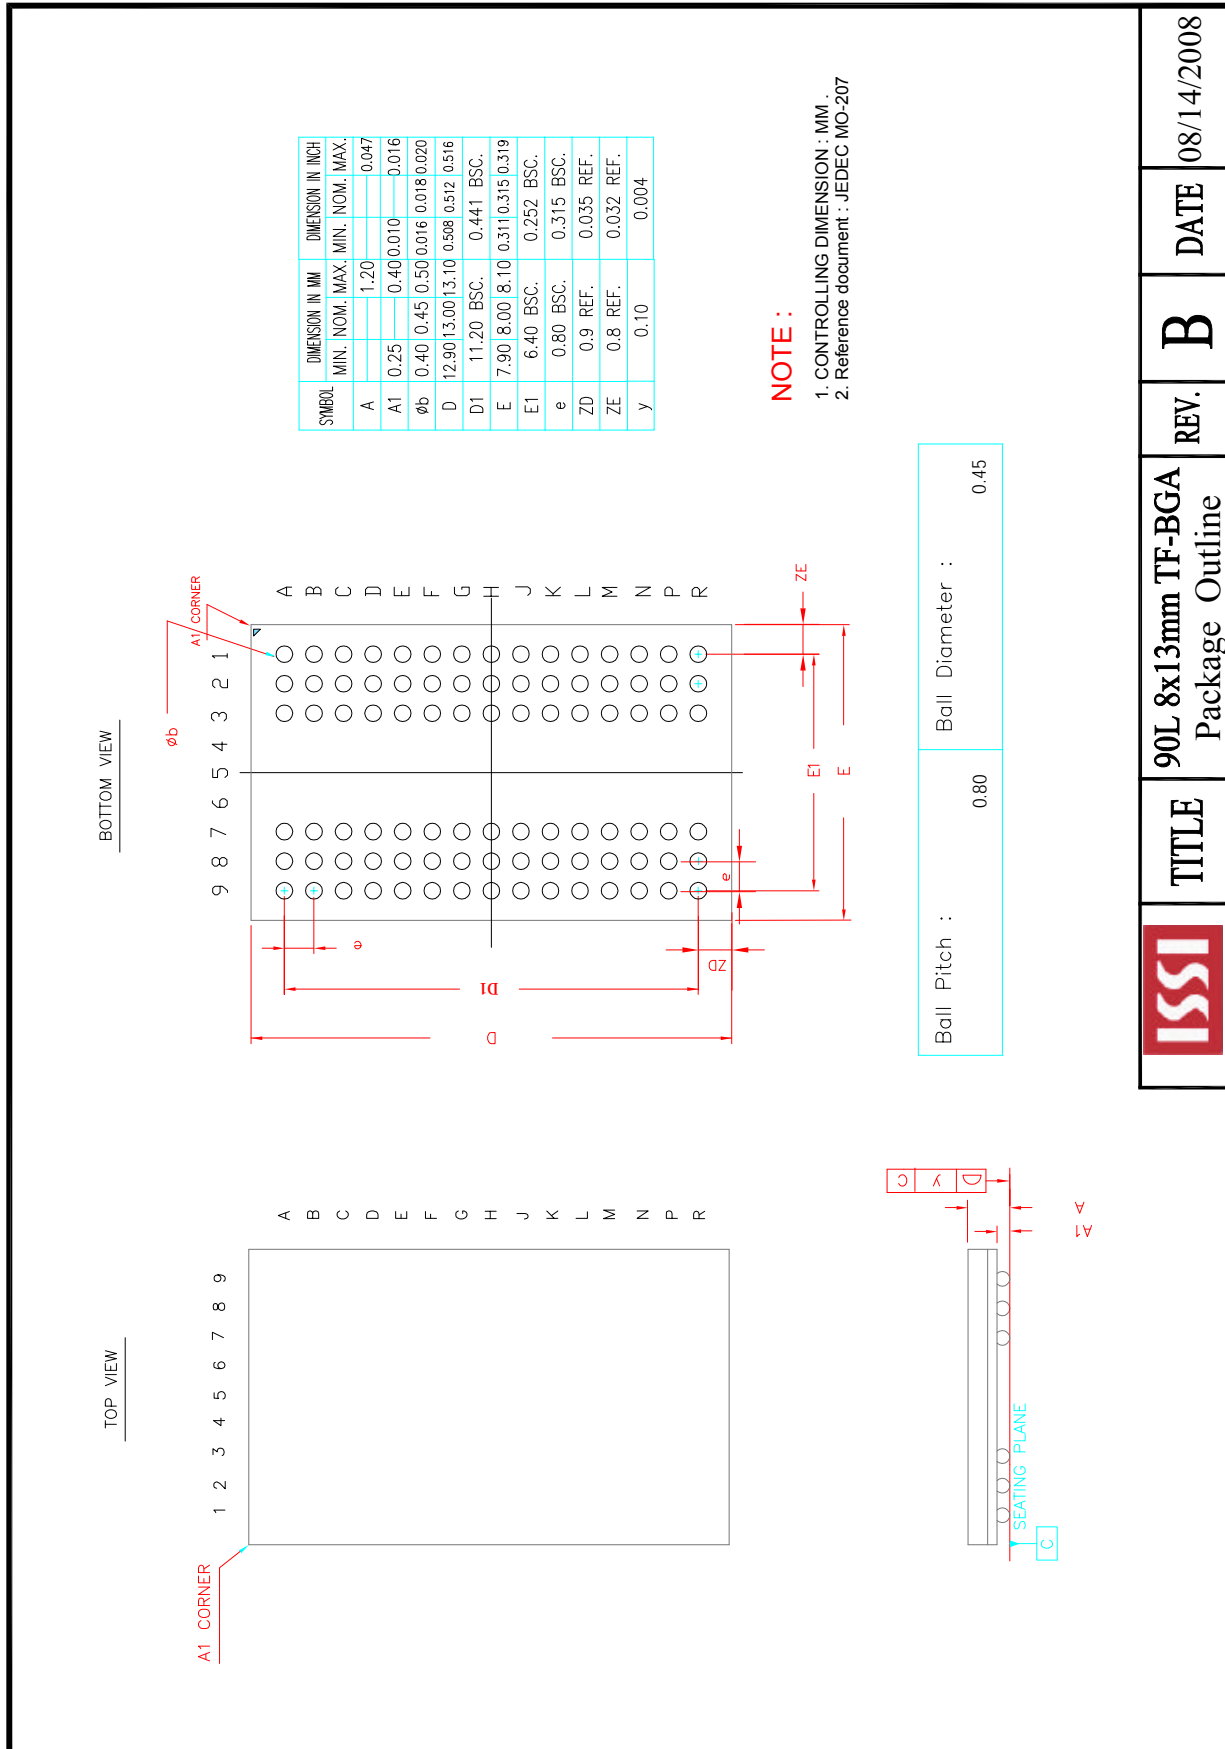 TOP VIEW
A1 CORNER
1 2 3 4 5 6 7 8 9
A
B
C
D
E
F
G
H
J
K
L
M
N
P
R
SEATING PLANE
C
D y C
A1
A
BOTTOM VIEW
9 8 7 6 5 4 3 2 1
øb
A1 CORNER
A
B
C
D
E
F
G
H
J
K
L
M
N
P
R
e
D1
D
ZD
e
E1
E
ZE
SYMBOL DIMENSION IN MM DIMENSION IN INCH
MIN. NOM. MAX. MIN. NOM. MAX.
A 1.20 0.047
A1 0.25 0.40 0.010 0.016
øb 0.40 0.45 0.50 0.016 0.018 0.020
D 12.90 13.00 13.10 0.508 0.512 0.516
D1 11.20 BSC. 0.441 BSC.
E 7.90 8.00 8.10 0.311 0.315 0.319
E1 6.40 BSC. 0.252 BSC.
e 0.80 BSC. 0.315 BSC.
ZD 0.9 REF. 0.035 REF.
ZE 0.8 REF. 0.032 REF.
y 0.10 0.004
NOTE :
1. CONTROLLING DIMENSION : MM .
2. Reference document : JEDEC MO-207
Ball Pitch : 0.80 Ball Diameter : 0.45
ISSI
TITLE
90L 8x13mm TF-BGA
Package Outline
REV.
B
DATE
08/14/2008